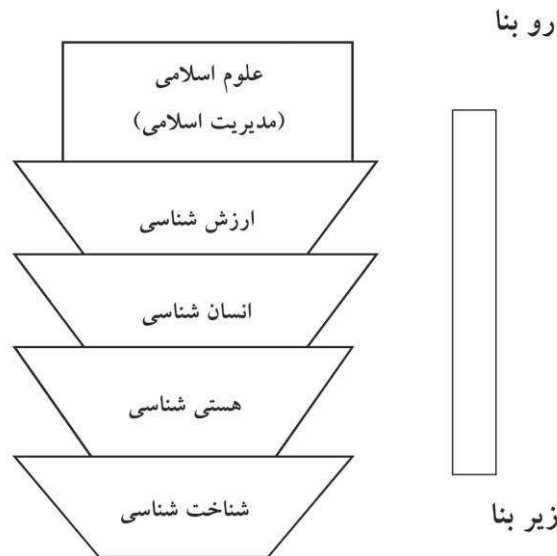 رو بنا
علوم اسلامی
(مدیریت اسلامی)
ارزش شناسی
انسان شناسی
هستی شناسی
شناخت شناسی
زیر بنا